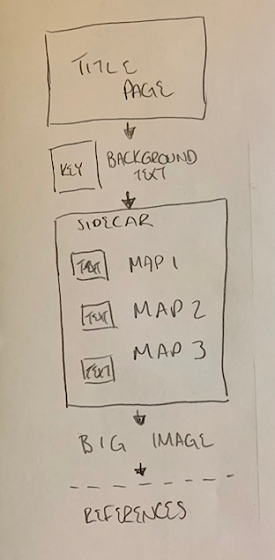 TITLE
PAGE
KEY
BACKGROUND
TEXT
SIDECAR
TEXT MAP 1
TEXT MAP 2
TEXT MAP 3
BIG IMAGE
REFERENCES